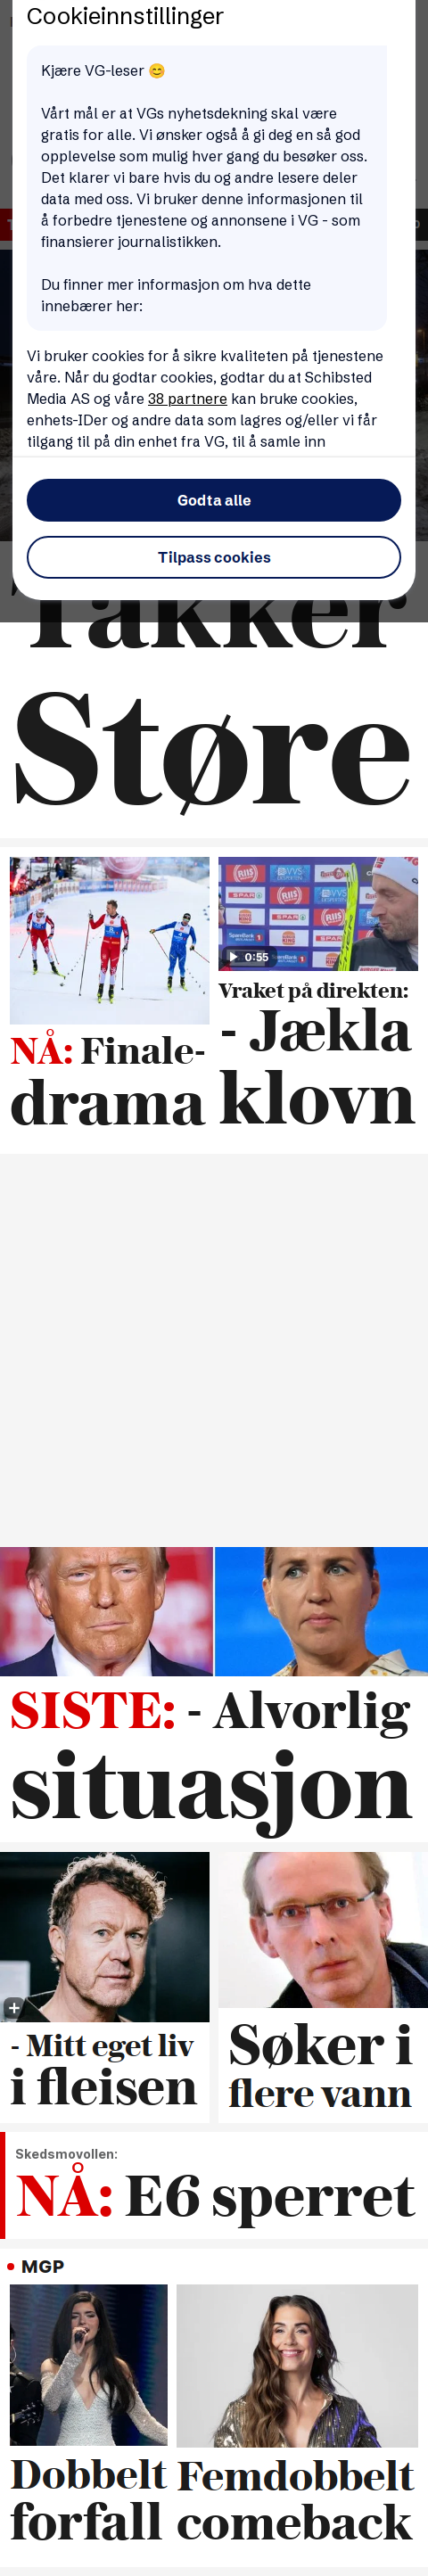 Cookieinnstillinger
Kjære VG-leser 😊
Vårt mål er at VGs nyhetsdekning skal være
gratis for alle. Vi ønsker også å gi deg en så god
opplevelse som mulig hver gang du besøker oss.
Det klarer vi bare hvis du og andre lesere deler
data med oss. Vi bruker denne informasjonen til
å forbedre tjenestene og annonsene i VG - som
finansierer journalistikken.
Du finner mer informasjon om hva dette
innebærer her:
Vi bruker cookies for å sikre kvaliteten på tjenestene
våre. Når du godtar cookies, godtar du at Schibsted
Media AS og våre 38 partnere kan bruke cookies,
enhets-IDer og andre data som lagres og/eller vi får
tilgang til på din enhet fra VG, til å samle inn
Godta alle
Tilpass cookies
Takker
Støre
0:55
NÅ: Finale-
drama
Vraket på direkten:
- Jækla
klovn
SISTE: - Alvorlig
situasjon
- Mitt eget liv
i fleisen
Søker i
flere vann
Skedsmovollen:
NÅ: E6 sperret
MGP
Dobbelt
forfall
Femdobbelt
comeback